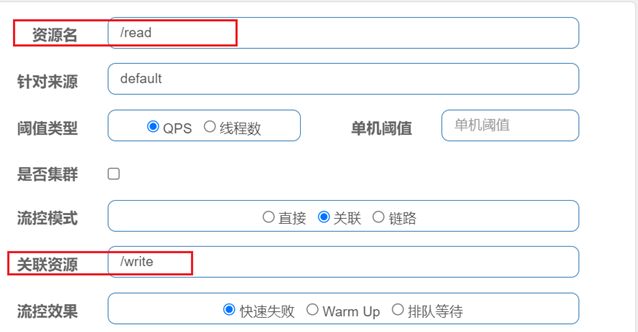 资源名 /read
针对来源 default
阈值类型 QPS 线程数 单机阈值 单机阈值
是否集群
流控模式 直接 关联 链路
关联资源 /write
流控效果 快速失败 Warm Up 排队等待